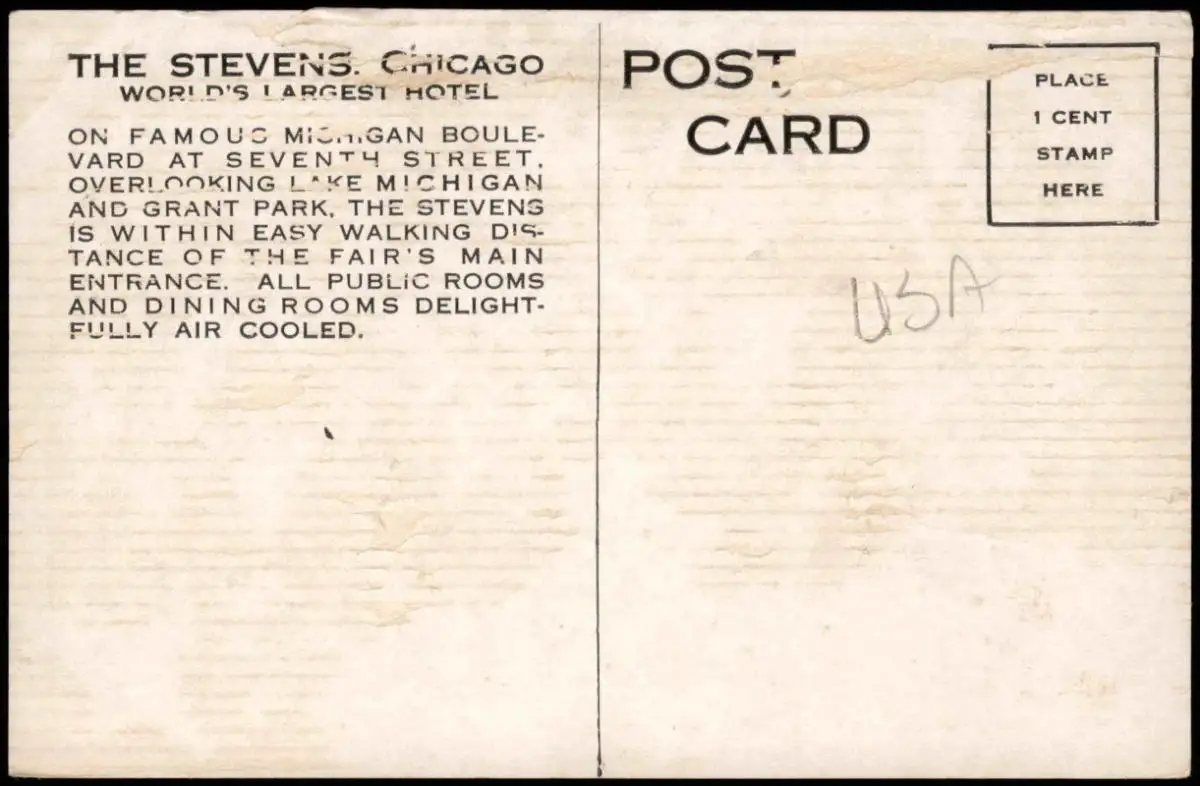 THE STEVENS. CHICAGO
WORLD'S LARGEST HOTEL
ON FAMOUS MICHIGAN BOULE-
VARD AT SEVENTH STREET,
OVERLOOKING LAKE MICHIGAN
AND GRANT PARK, THE STEVENS
IS WITHIN EASY WALKING DIS-
TANCE OF THE FAIR'S MAIN
ENTRANCE. ALL PUBLIC ROOMS
AND DINING ROOMS DELIGHT-
FULLY AIR COOLED.
POST
CARD
PLACE
1 CENT
STAMP
HERE
USA